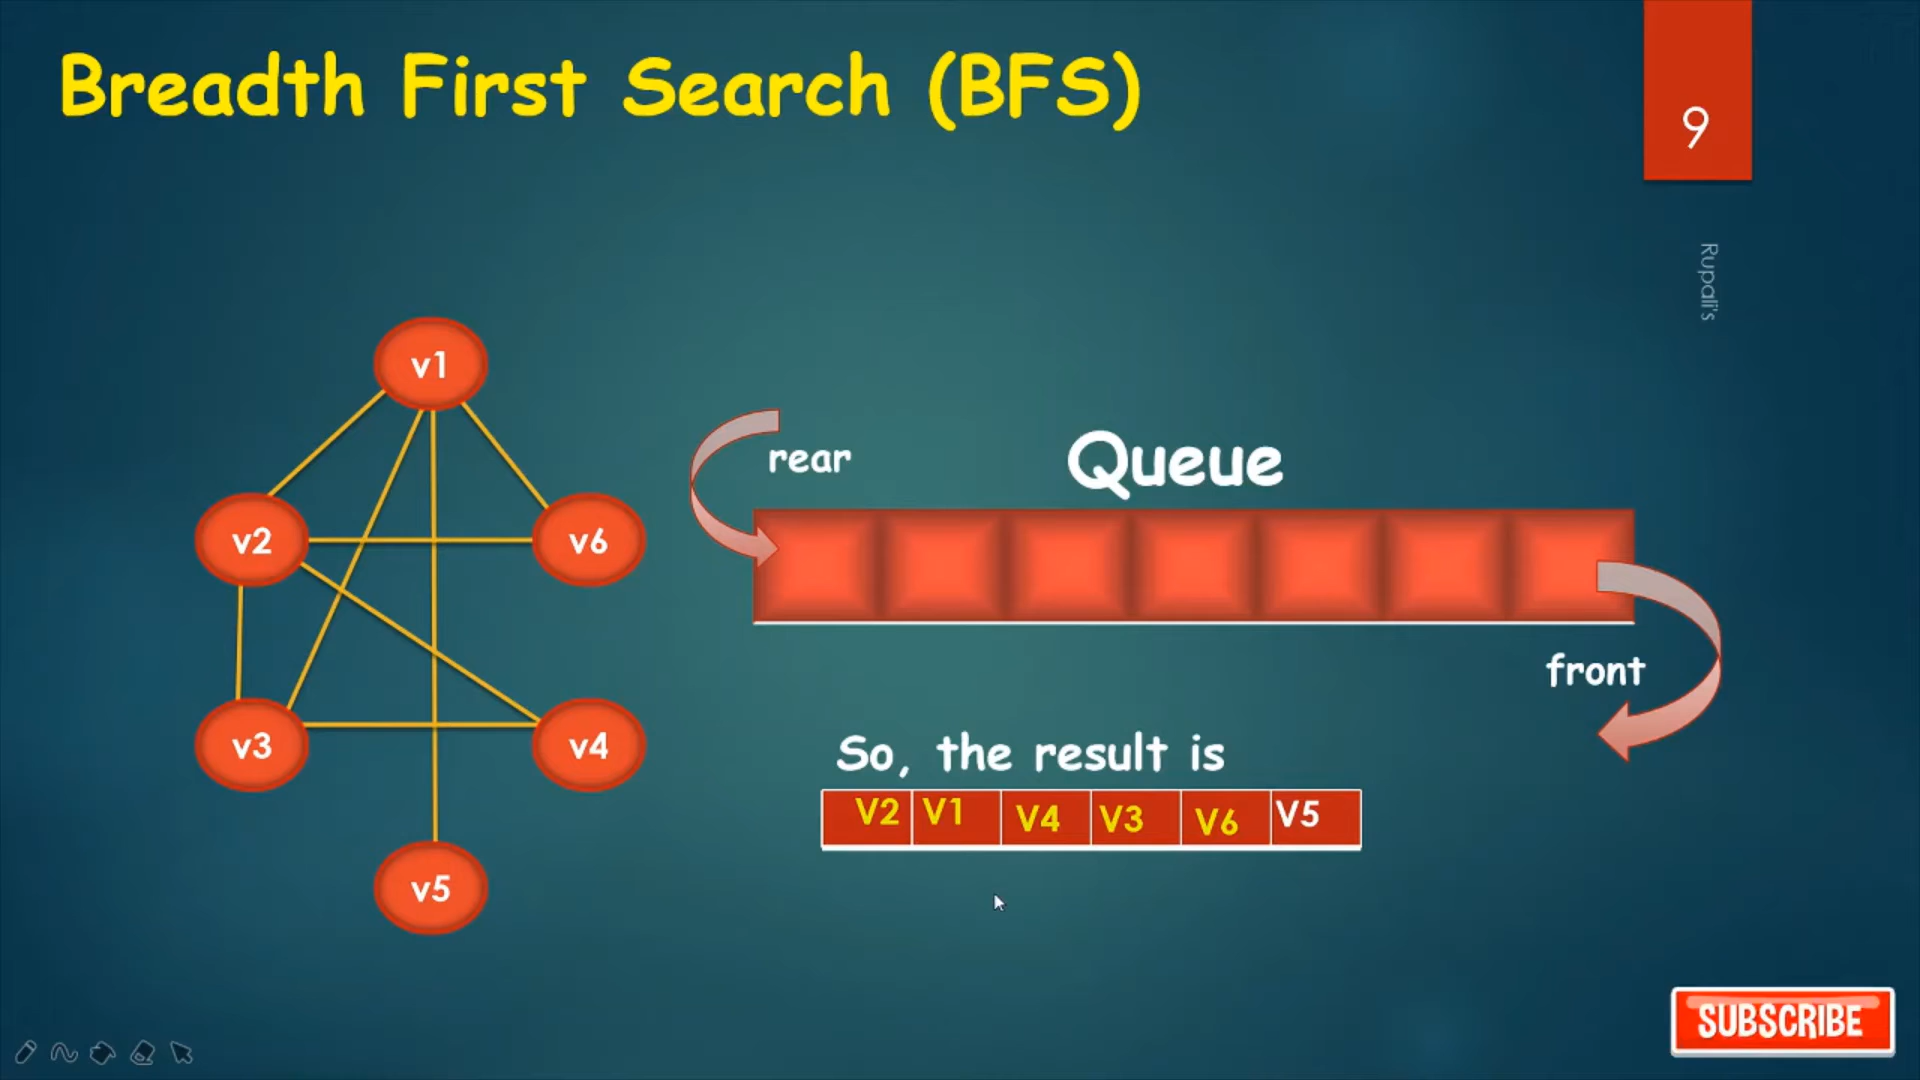 Breadth First Search (BFS)
9
Rupali's
v1
v2
v6
v3
v4
v5
rear
Queue
front
So, the result is
V2 V1 V4 V3 V6 V5
SUBSCRIBE